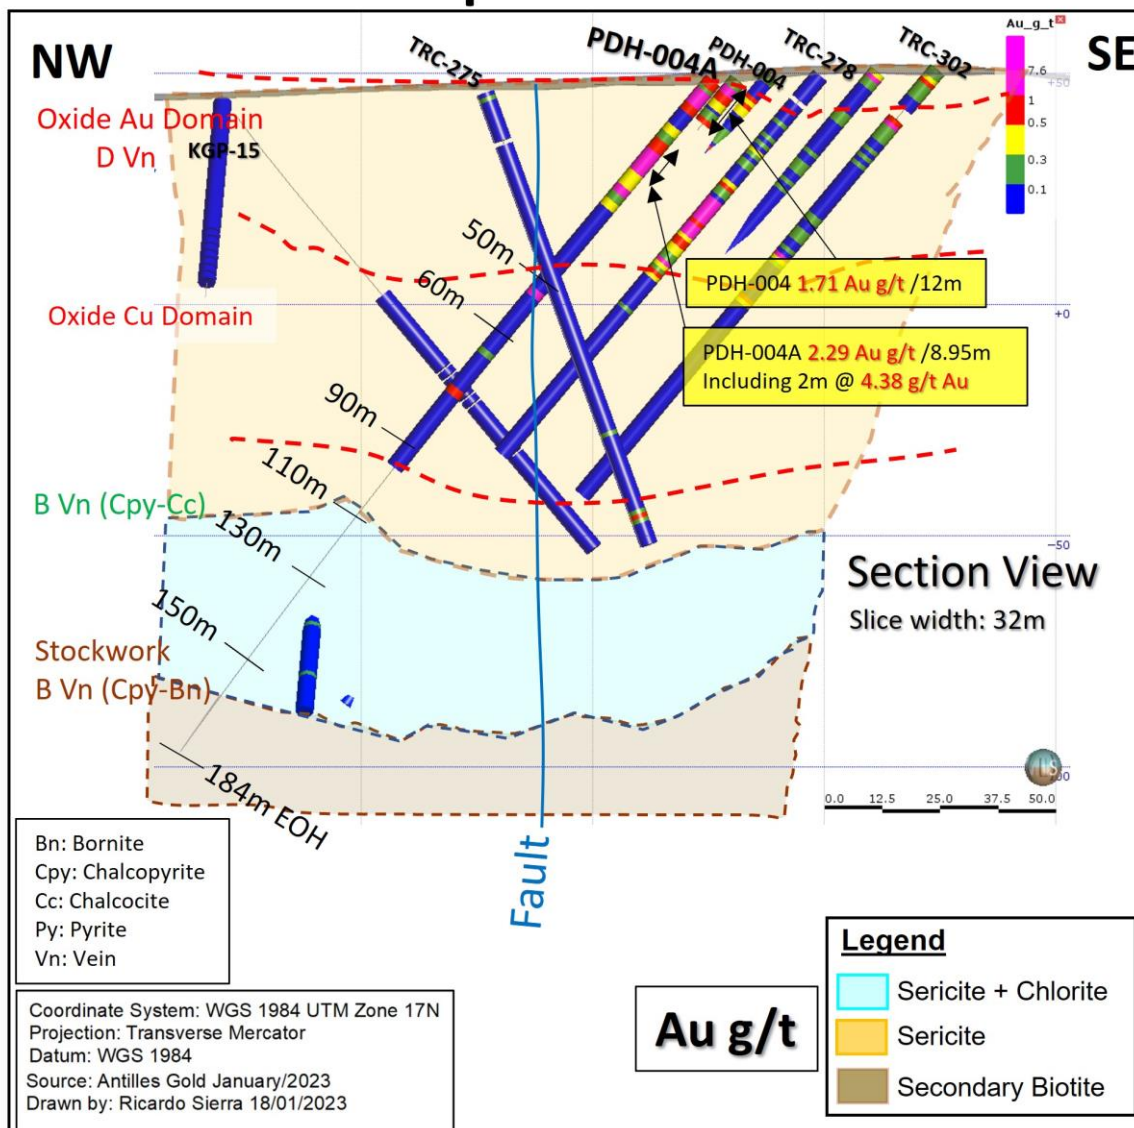 NW
SE
TRC-275
PDH-004A
PDH-004
TRC-278
TRC-302
Au_g_t
7.6
1
0.5
0.3
0.1
+50
Oxide Au Domain
D Vn
KGP-15
50m
60m
PDH-004 1.71 Au g/t /12m
+0
Oxide Cu Domain
PDH-004A 2.29 Au g/t /8.95m
Including 2m @ 4.38 g/t Au
90m
110m
B Vn (Cpy-Cc)
130m
-50
Section View
Slice width: 32m
150m
Stockwork
B Vn (Cpy-Bn)
184m EOH
0.0 12.5 25.0 37.5 50.0
Fault
Bn: Bornite
Cpy: Chalcopyrite
Cc: Chalcocite
Py: Pyrite
Vn: Vein
Coordinate System: WGS 1984 UTM Zone 17N
Projection: Transverse Mercator
Datum: WGS 1984
Source: Antilles Gold January/2023
Drawn by: Ricardo Sierra 18/01/2023
Au g/t
Legend
Sericite + Chlorite
Sericite
Secondary Biotite